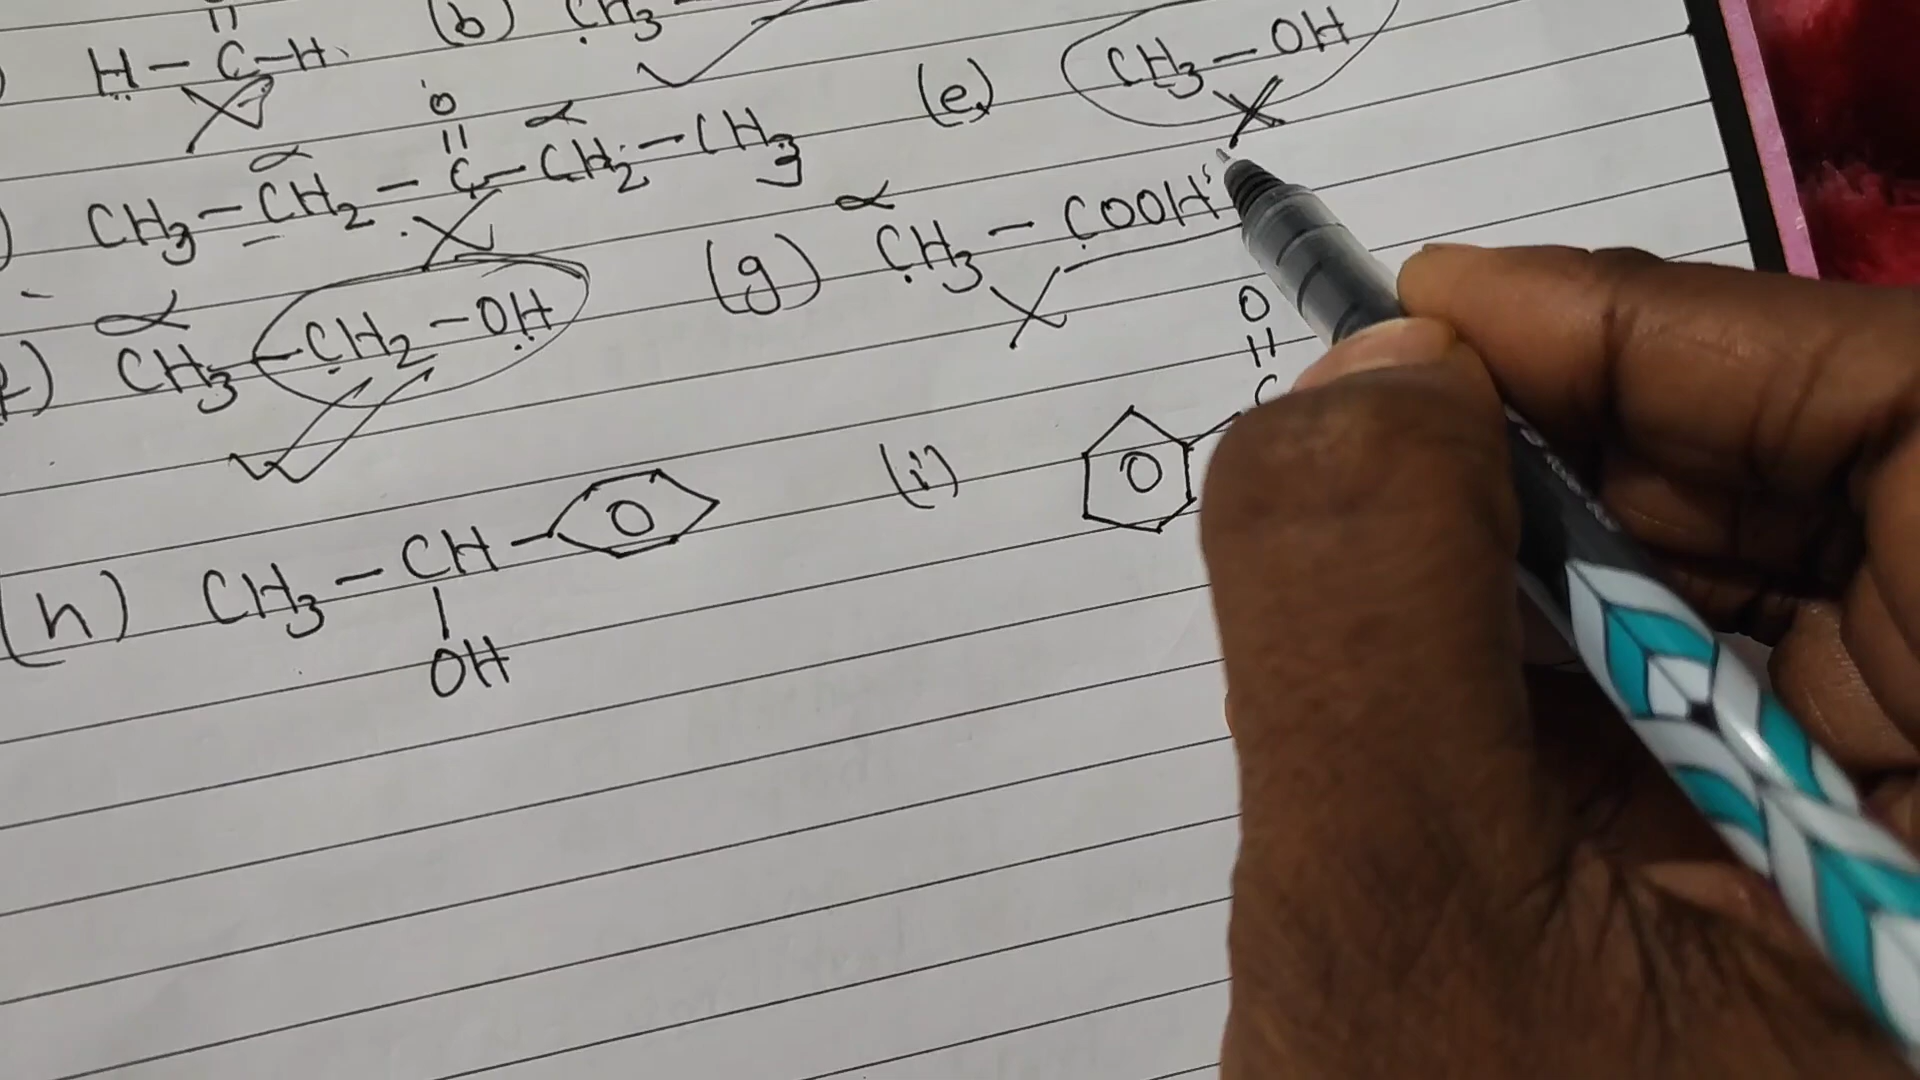 O
||
H-C-H (b) CH3
O
||
α α
CH3-CH2-C-CH2-CH3 (e) CH3-OH
α α
CH3-CH2-OH (g) CH3-COOH
(h) CH3-CH- O
|
OH
(i) O
||
C
O